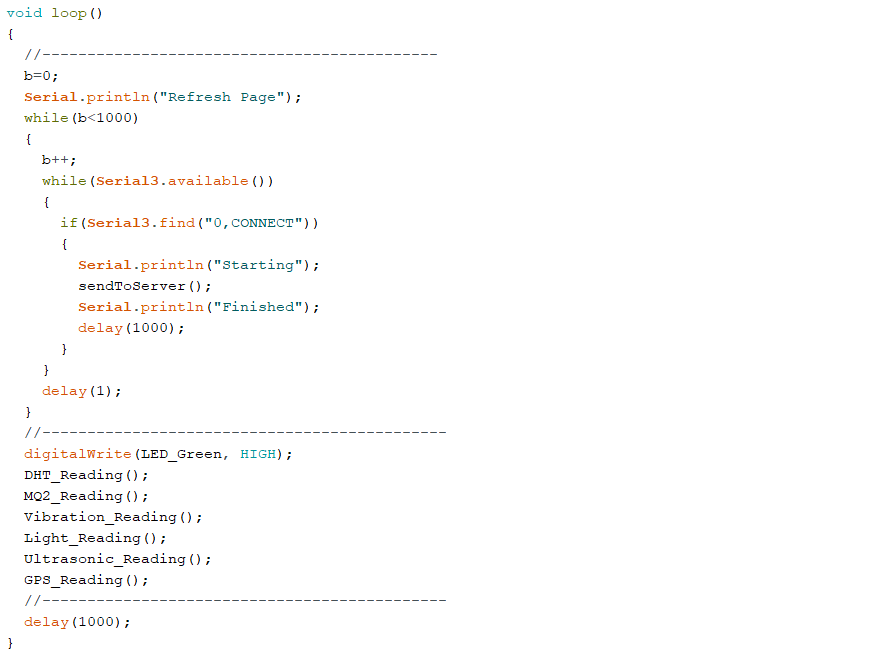 void loop()
{
  //--------------------------------------------
  b=0;
  Serial.println("Refresh Page");
  while(b<1000)
  {
    b++;
    while(Serial3.available())
    {
      if(Serial3.find("0,CONNECT"))
      {
        Serial.println("Starting");
        sendToServer();
        Serial.println("Finished");
        delay(1000);
      }
    }
    delay(1);
  }
  //---------------------------------------------
  digitalWrite(LED_Green, HIGH);
  DHT_Reading();
  MQ2_Reading();
  Vibration_Reading();
  Light_Reading();
  Ultrasonic_Reading();
  GPS_Reading();
  //---------------------------------------------
  delay(1000);
}